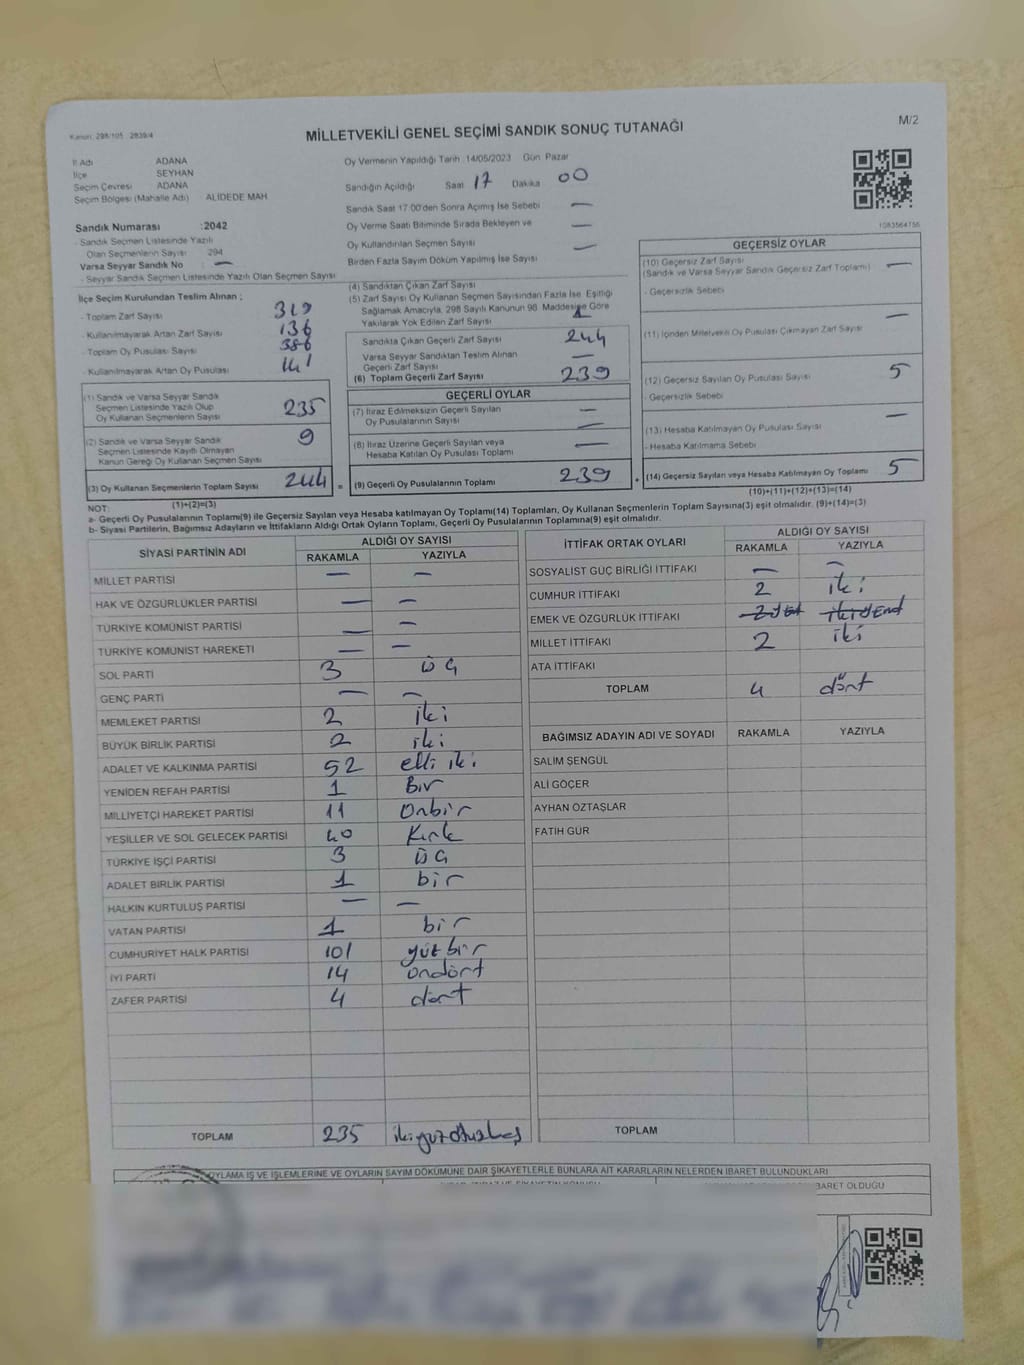 Kanun: 298/105 2839/4
MİLLETVEKİLİ GENEL SEÇİMİ SANDIK SONUÇ TUTANAĞI
M/2
İl Adı ADANA
İlçe SEYHAN
Seçim Çevresi ADANA
Seçim Bölgesi (Mahalle Adı) ALİDEDE MAH
Sandık Numarası :2042
- Sandık Seçmen Listesinde Yazılı
Olan Seçmenlerin Sayısı 294
Varsa Seyyar Sandık No : —
- Seyyar Sandık Seçmen Listesinde Yazılı Olan Seçmen Sayısı
Oy Vermenin Yapıldığı Tarih 14/05/2023 Gün Pazar
Sandığın Açıldığı Saat 17 Dakika 00
Sandık Saat 17:00'den Sonra Açımış İse Sebebi —
Oy Verme Saati Bitiminde Sırada Bekleyen ve —
Oy Kullandırılan Seçmen Sayısı —
Birden Fazla Sayım Döküm Yapılmış İse Sayısı
1083564756
İlçe Seçim Kurulundan Teslim Alınan ;
- Toplam Zarf Sayısı 319
- Kullanılmayarak Artan Zarf Sayısı 136
- Toplam Oy Pusulası Sayısı 386
- Kullanılmayarak Artan Oy Pusulası 141
(1) Sandık ve Varsa Seyyar Sandık
Seçmen Listesinde Yazılı Olup
Oy Kullanan Seçmenlerin Sayısı 235
(2) Sandık ve Varsa Seyyar Sandık
Seçmen Listesinde Kayıtlı Olmayan
Kanun Gereği Oy Kullanan Seçmen Sayısı 9
(3) Oy Kullanan Seçmenlerin Toplam Sayısı 244 =
(1)+(2)=(3)
(4) Sandıktan Çıkan Zarf Sayısı
(5) Zarf Sayısı Oy Kullanan Seçmen Sayısından Fazla İse, Eşitliği
Sağlamak Amacıyla, 298 Sayılı Kanunun 98. Maddesine Göre
Yakılarak Yok Edilen Zarf Sayısı
Sandıkta Çıkan Geçerli Zarf Sayısı 244
Varsa Seyyar Sandıktan Teslim Alınan
Geçerli Zarf Sayısı —
(6) Toplam Geçerli Zarf Sayısı 239
GEÇERLİ OYLAR
(7) İtiraz Edilmeksizin Geçerli Sayılan
Oy Pusulalarının Sayısı —
(8) İtiraz Üzerine Geçerli Sayılan veya
Hesaba Katılan Oy Pusulası Toplamı —
(9) Geçerli Oy Pusulalarının Toplamı 239 +
GEÇERSİZ OYLAR
(10) Geçersiz Zarf Sayısı
(Sandık ve Varsa Seyyar Sandık Geçersiz Zarf Toplamı) —
- Geçersizlik Sebebi
(11) İçinden Milletvekili Oy Pusulası Çıkmayan Zarf Sayısı —
(12) Geçersiz Sayılan Oy Pusulası Sayısı 5
- Geçersizlik Sebebi
(13) Hesaba Katılmayan Oy Pusulası Sayısı —
- Hesaba Katılmama Sebebi
(14) Geçersiz Sayılan veya Hesaba Katılmayan Oy Toplamı 5
(10)+(11)+(12)+(13)=(14)
NOT:
a- Geçerli Oy Pusulalarının Toplamı(9) ile Geçersiz Sayılan veya Hesaba katılmayan Oy Toplamı(14) Toplamları, Oy Kullanan Seçmenlerin Toplam Sayısına(3) eşit olmalıdır. (9)+(14)=(3)
b- Siyasi Partilerin, Bağımsız Adayların ve İttifakların Aldığı Ortak Oyların Toplamı, Geçerli Oy Pusulalarının Toplamına(9) eşit olmalıdır.
SİYASİ PARTİNİN ADI ALDIĞI OY SAYISI
RAKAMLA YAZIYLA
MİLLET PARTİSİ — —
HAK VE ÖZGÜRLÜKLER PARTİSİ — —
TÜRKİYE KOMÜNİST PARTİSİ — —
TÜRKİYE KOMÜNİST HAREKETİ — —
SOL PARTİ 3 üç
GENÇ PARTİ — —
MEMLEKET PARTİSİ 2 iki
BÜYÜK BİRLİK PARTİSİ 2 iki
ADALET VE KALKINMA PARTİSİ 52 elli iki
YENİDEN REFAH PARTİSİ 1 Bir
MİLLİYETÇİ HAREKET PARTİSİ 11 Onbir
YEŞİLLER VE SOL GELECEK PARTİSİ 40 Kırk
TÜRKİYE İŞÇİ PARTİSİ 3 üç
ADALET BİRLİK PARTİSİ 1 bir
HALKIN KURTULUŞ PARTİSİ — —
VATAN PARTİSİ 1 bir
CUMHURİYET HALK PARTİSİ 101 yüz bir
İYİ PARTİ 14 ondört
ZAFER PARTİSİ 4 dört
TOPLAM 235 ikiyüzotuzbeş
İTTİFAK ORTAK OYLARI ALDIĞI OY SAYISI
RAKAMLA YAZIYLA
SOSYALİST GÜÇ BİRLİĞİ İTTİFAKI — —
CUMHUR İTTİFAKI 2 iki
EMEK VE ÖZGÜRLÜK İTTİFAKI
MİLLET İTTİFAKI 2 iki
ATA İTTİFAKI
TOPLAM 4 dört
BAĞIMSIZ ADAYIN ADI VE SOYADI RAKAMLA YAZIYLA
SALİM ŞENGÜL
ALİ GÖÇER
AYHAN ÖZTAŞLAR
FATİH GÜR
TOPLAM
OYLAMA İŞ VE İŞLEMLERİNE VE OYLARIN SAYIM DÖKÜMÜNE DAİR ŞİKAYETLERLE BUNLARA AİT KARARLARIN NELERDEN İBARET BULUNDUKLARI
İBARET OLDUĞU